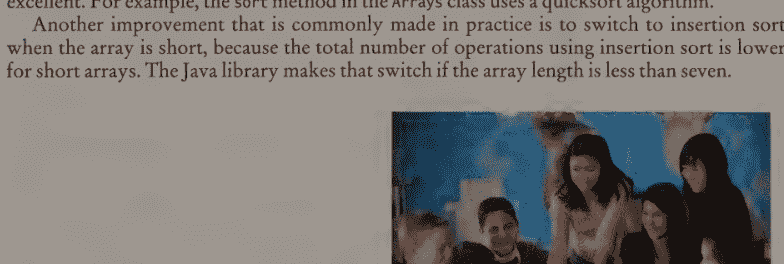 excellent. For example, the sort method in the Arrays class uses a quicksort algorithm.
Another improvement that is commonly made in practice is to switch to insertion sort
when the array is short, because the total number of operations using insertion sort is lower
for short arrays. The Java library makes that switch if the array length is less than seven.